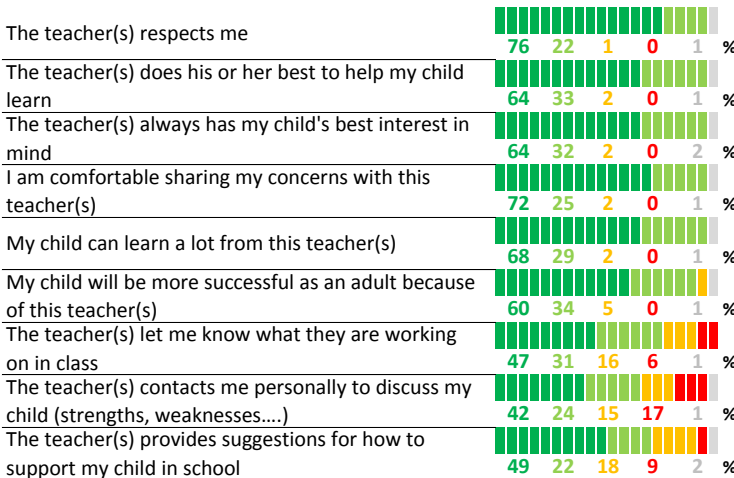 The teacher(s) respects me
76 22 1 0 1 %
The teacher(s) does his or her best to help my child
learn
64 33 2 0 1 %
The teacher(s) always has my child's best interest in
mind
64 32 2 0 2 %
I am comfortable sharing my concerns with this
teacher(s)
72 25 2 0 1 %
My child can learn a lot from this teacher(s)
68 29 2 0 1 %
My child will be more successful as an adult because
of this teacher(s)
60 34 5 0 1 %
The teacher(s) let me know what they are working
on in class
47 31 16 6 1 %
The teacher(s) contacts me personally to discuss my
child (strengths, weaknesses....)
42 24 15 17 1 %
The teacher(s) provides suggestions for how to
support my child in school
49 22 18 9 2 %